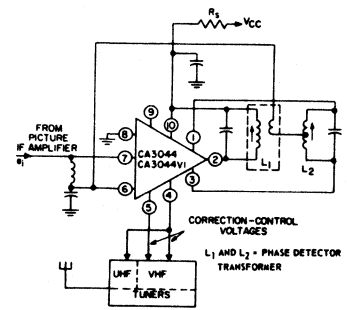 Rs
VCC
9
10
1
8
FROM
PICTURE
IF AMPLIFIER
ei
7
CA3044
CA3044V1
2
L1
L2
6
3
5
4
CORRECTION-CONTROL
VOLTAGES
L1 AND L2 = PHASE DETECTOR
TRANSFORMER
UHF
VHF
TUNERS